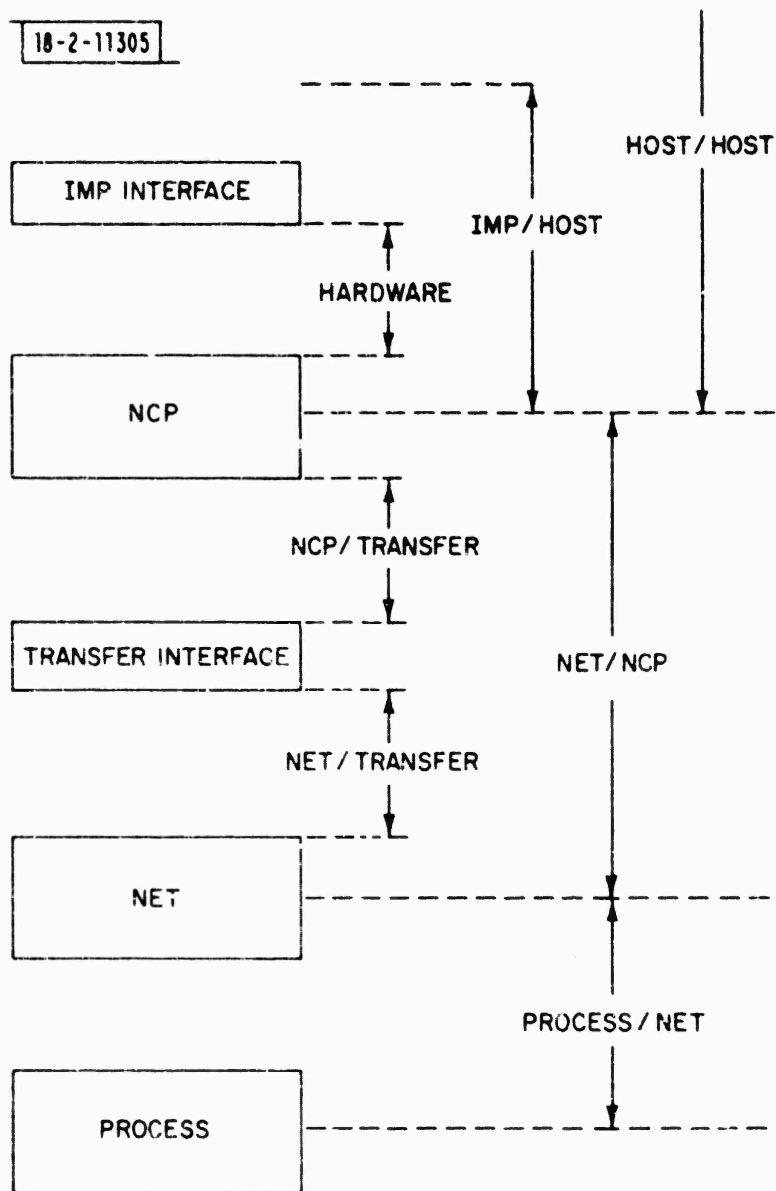 18-2-11305
HOST/HOST
IMP INTERFACE
IMP/HOST
HARDWARE
NCP
NCP/TRANSFER
TRANSFER INTERFACE
NET/NCP
NET/TRANSFER
NET
PROCESS/NET
PROCESS